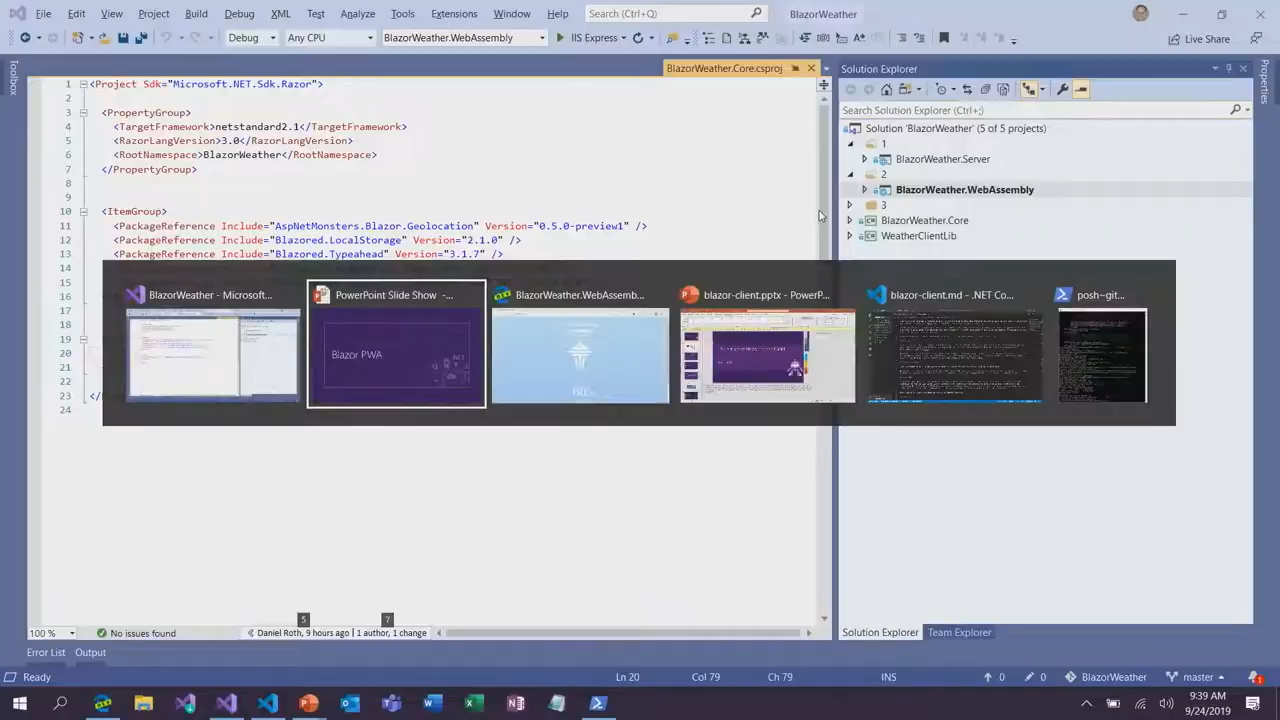 File Edit View Project Build Debug XML Test Analyze Tools Extensions Window Help Search (Ctrl+Q) BlazorWeather
Debug Any CPU BlazorWeather.WebAssembly IIS Express Live Share
Toolbox
BlazorWeather.Core.csproj
Solution Explorer
Properties
Search Solution Explorer (Ctrl+;)
Solution 'BlazorWeather' (5 of 5 projects)
1
BlazorWeather.Server
2
BlazorWeather.WebAssembly
3
BlazorWeather.Core
WeatherClientLib
1 <Project Sdk="Microsoft.NET.Sdk.Razor">
2
3 <PropertyGroup>
4 <TargetFramework>netstandard2.1</TargetFramework>
5 <RazorLangVersion>3.0</RazorLangVersion>
6 <RootNamespace>BlazorWeather</RootNamespace>
7 </PropertyGroup>
8
9
10 <ItemGroup>
11 <PackageReference Include="AspNetMonsters.Blazor.Geolocation" Version="0.5.0-preview1" />
12 <PackageReference Include="Blazored.LocalStorage" Version="2.1.0" />
13 <PackageReference Include="Blazored.Typeahead" Version="3.1.7" />
14
15
16
17
18
19
20
21
22
23 </
24
BlazorWeather - Microsoft... PowerPoint Slide Show -... BlazorWeather.WebAssemb... blazor-client.pptx - PowerP... blazor-client.md - .NET Co... posh~git...
Blazor PWA
5 7
100 % No issues found Daniel Roth, 9 hours ago | 1 author, 1 change
Solution Explorer Team Explorer
Error List Output
Ready Ln 20 Col 79 Ch 79 INS 0 0 BlazorWeather master 1
9:39 AM
9/24/2019